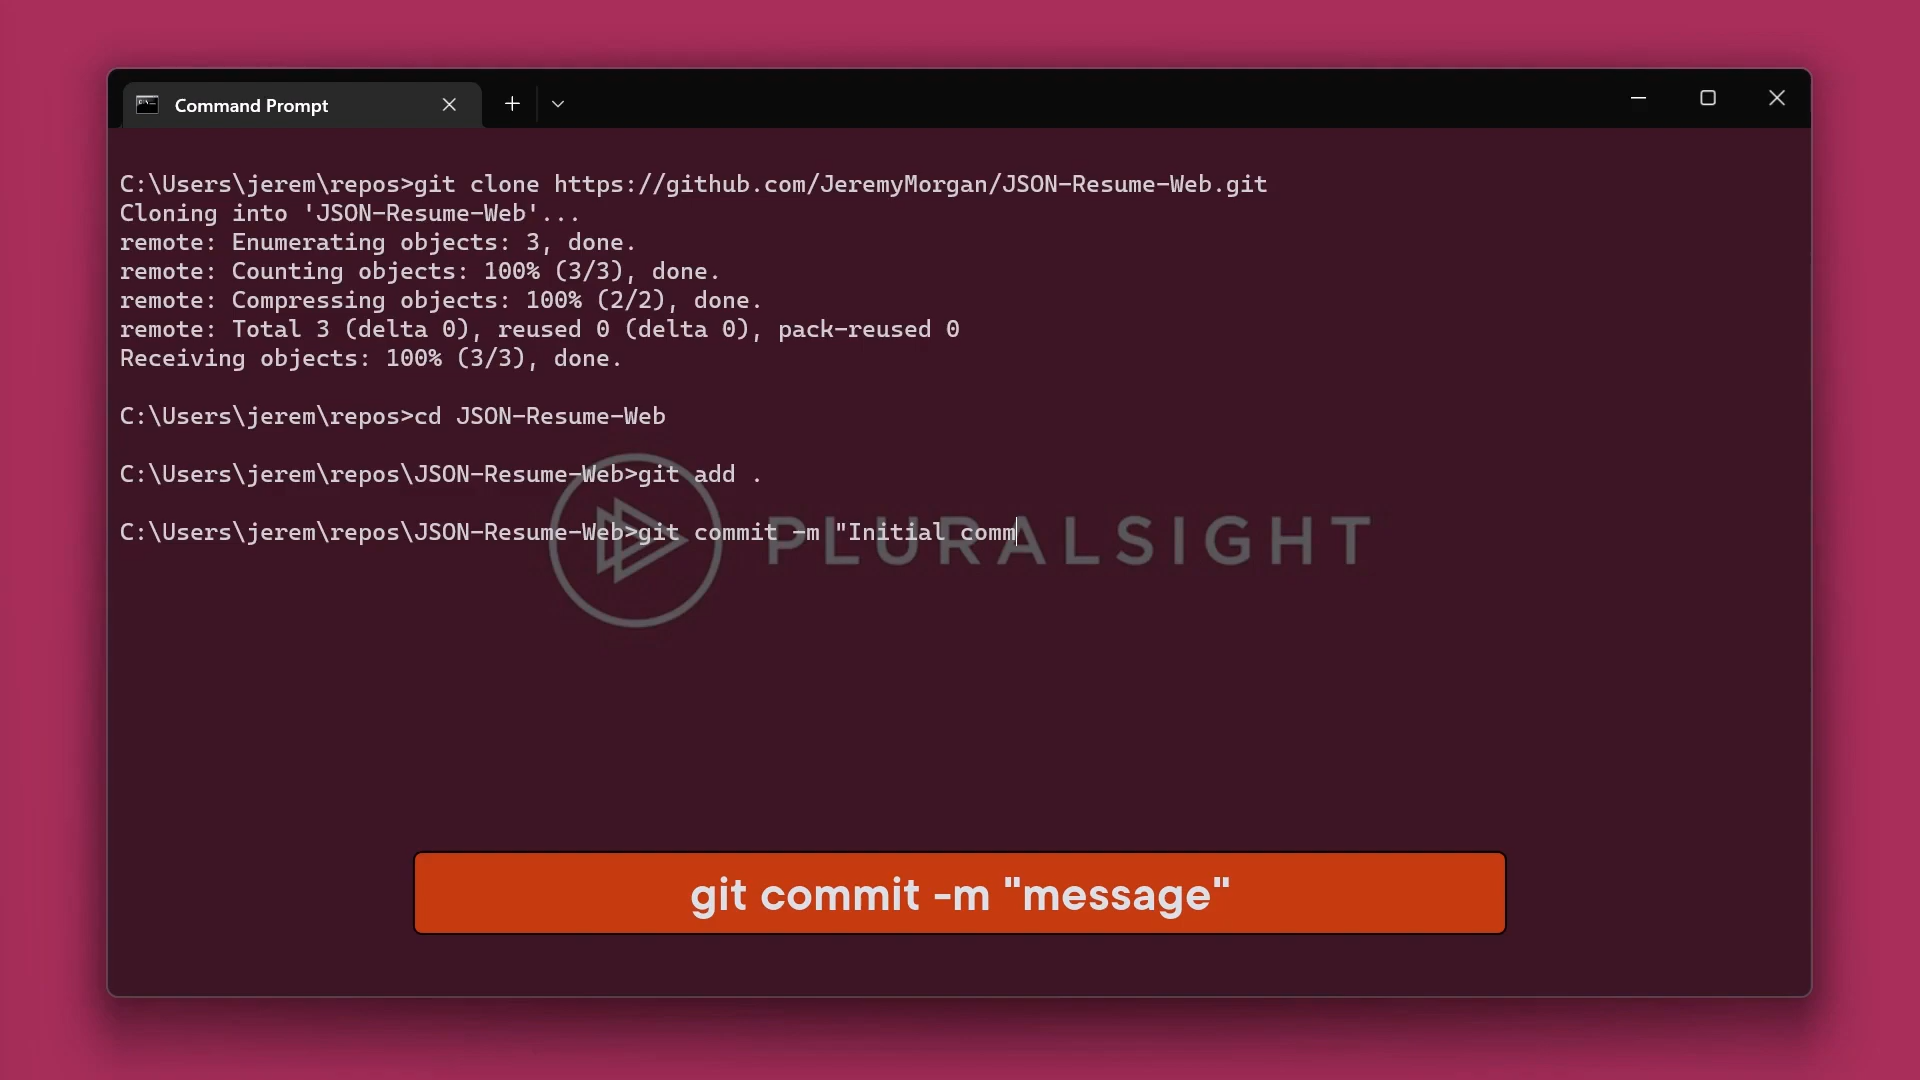 Command Prompt
C:\Users\jerem\repos>git clone https://github.com/JeremyMorgan/JSON-Resume-Web.git
Cloning into 'JSON-Resume-Web'...
remote: Enumerating objects: 3, done.
remote: Counting objects: 100% (3/3), done.
remote: Compressing objects: 100% (2/2), done.
remote: Total 3 (delta 0), reused 0 (delta 0), pack-reused 0
Receiving objects: 100% (3/3), done.
C:\Users\jerem\repos>cd JSON-Resume-Web
C:\Users\jerem\repos\JSON-Resume-Web>git add .
C:\Users\jerem\repos\JSON-Resume-Web>git commit -m "Initial comm
PLURALSIGHT
git commit -m "message"